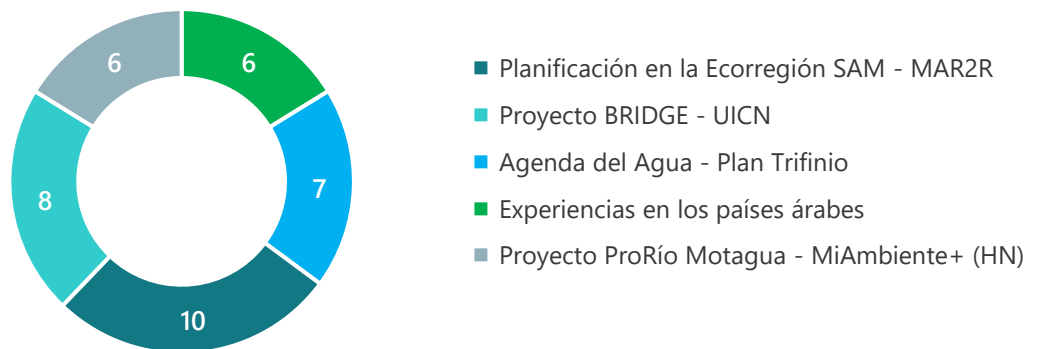 6
6
8
7
10
Planificación en la Ecorregión SAM - MAR2R
Proyecto BRIDGE - UICN
Agenda del Agua - Plan Trifinio
Experiencias en los países árabes
Proyecto ProRío Motagua - MiAmbiente+ (HN)